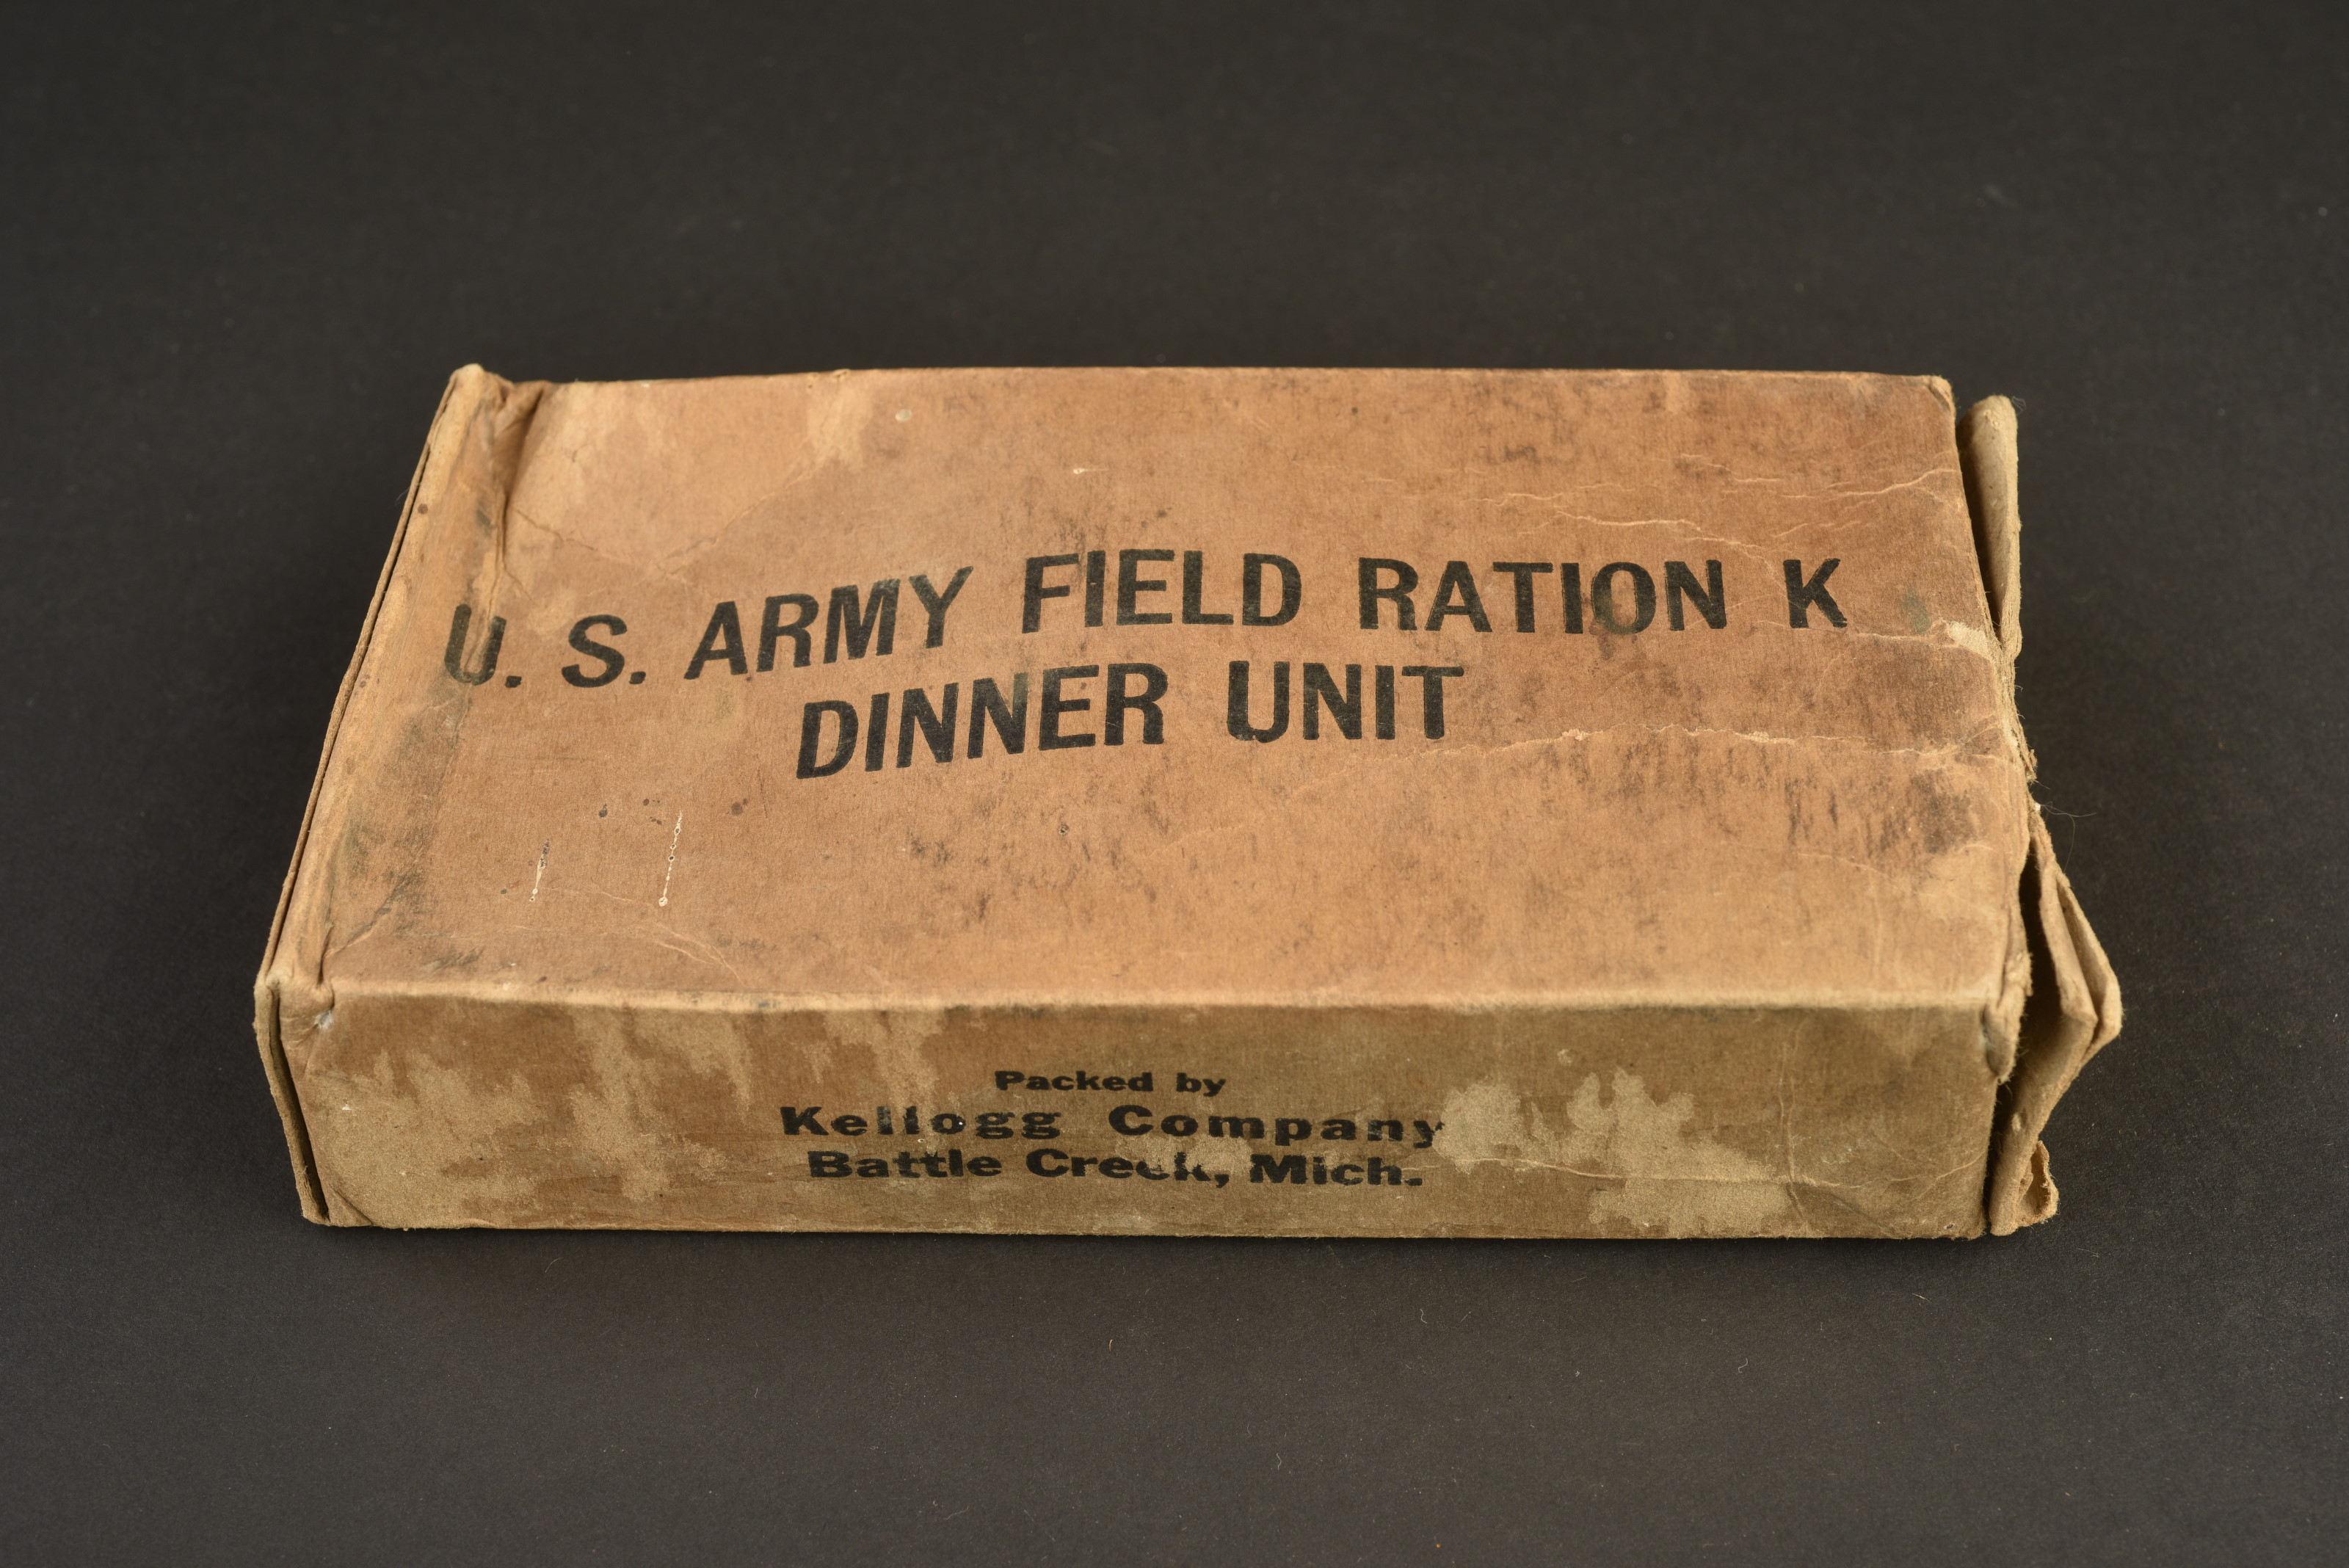 U. S. ARMY FIELD RATION K
DINNER UNIT
Packed by
Kellogg Company
Battle Creek, Mich.